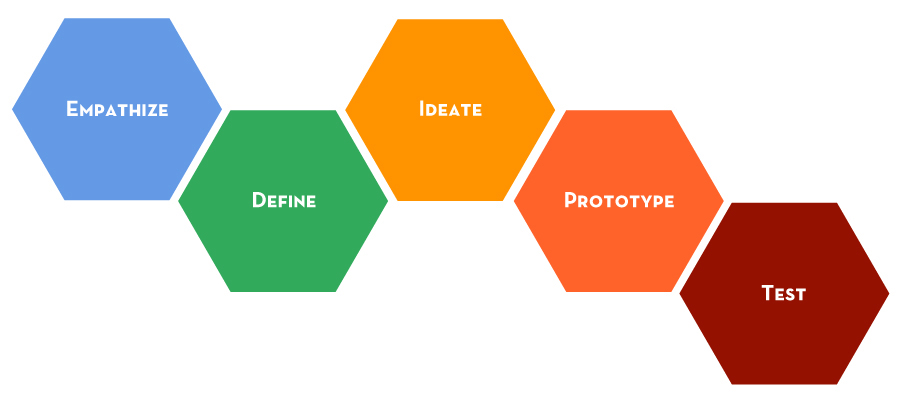 Empathize
Define
Ideate
Prototype
Test